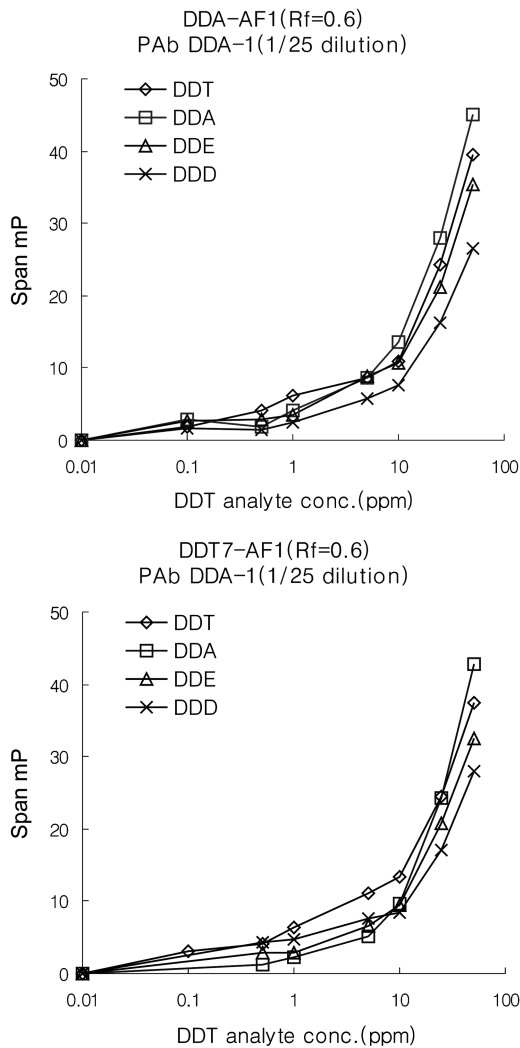 DDA-AF1(Rf=0.6)
PAb DDA-1(1/25 dilution)
50
40
30
20
10
0
Span mP
DDT
DDA
DDE
DDD
0.01
0.1
1
10
100
DDT analyte conc.(ppm)
DDT7-AF1(Rf=0.6)
PAb DDA-1(1/25 dilution)
50
40
30
20
10
0
Span mP
DDT
DDA
DDE
DDD
0.01
0.1
1
10
100
DDT analyte conc.(ppm)